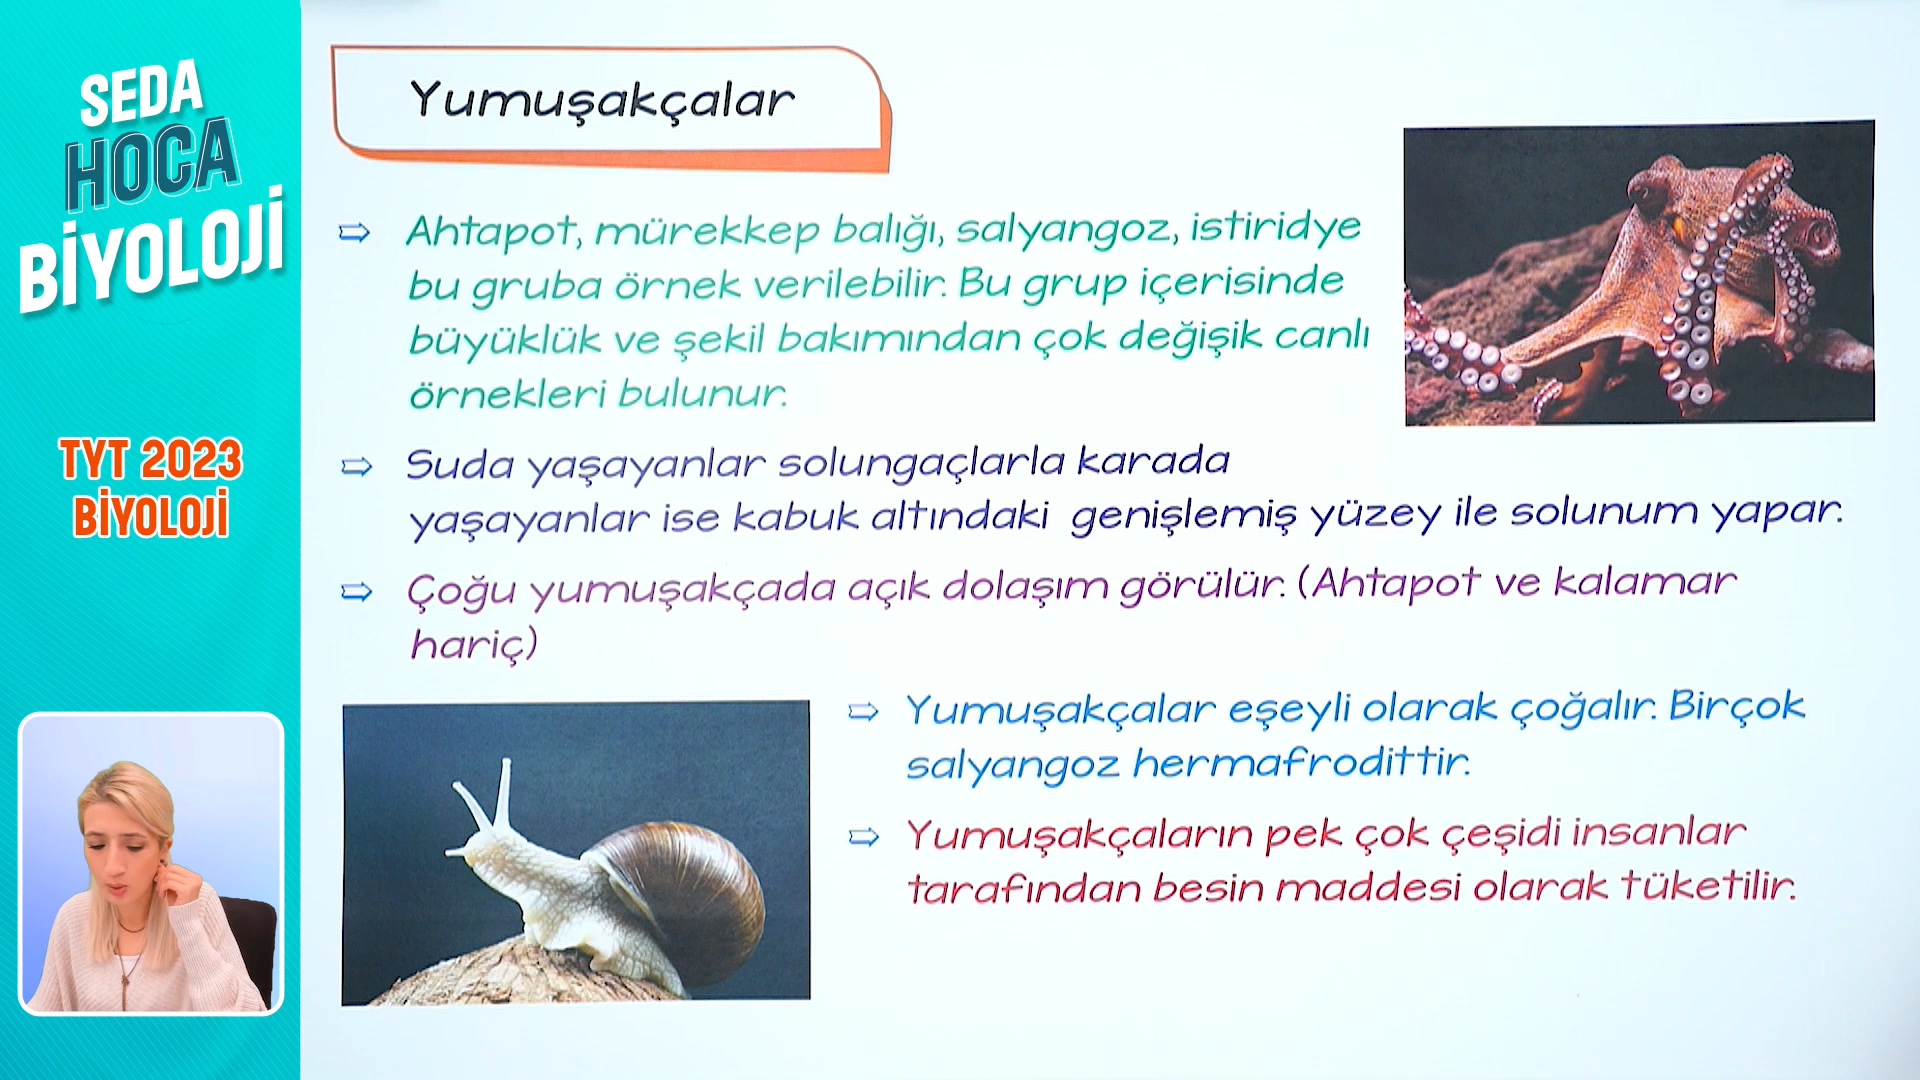 SEDA
HOCA
BİYOLOJİ
TYT 2023
BİYOLOJİ
Yumuşakçalar
Ahtapot, mürekkep balığı, salyangoz, istiridye
bu gruba örnek verilebilir. Bu grup içerisinde
büyüklük ve şekil bakımından çok değişik canlı
örnekleri bulunur.
Suda yaşayanlar solungaçlarla karada
yaşayanlar ise kabuk altındaki genişlemiş yüzey ile solunum yapar.
Çoğu yumuşakçada açık dolaşım görülür. (Ahtapot ve kalamar
hariç)
Yumuşakçalar eşeyli olarak çoğalır. Birçok
salyangoz hermafrodittir.
Yumuşakçaların pek çok çeşidi insanlar
tarafından besin maddesi olarak tüketilir.